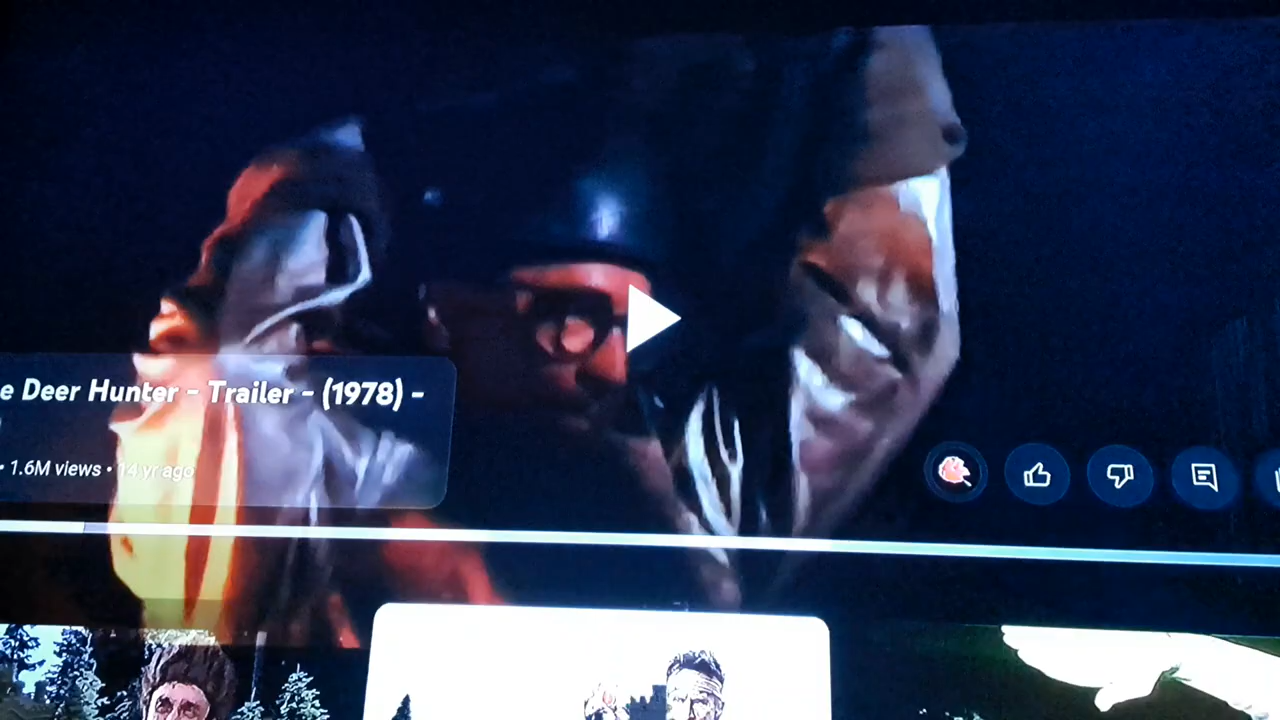 e Deer Hunter - Trailer - (1978) -
• 1.6M views • 14 yr ago